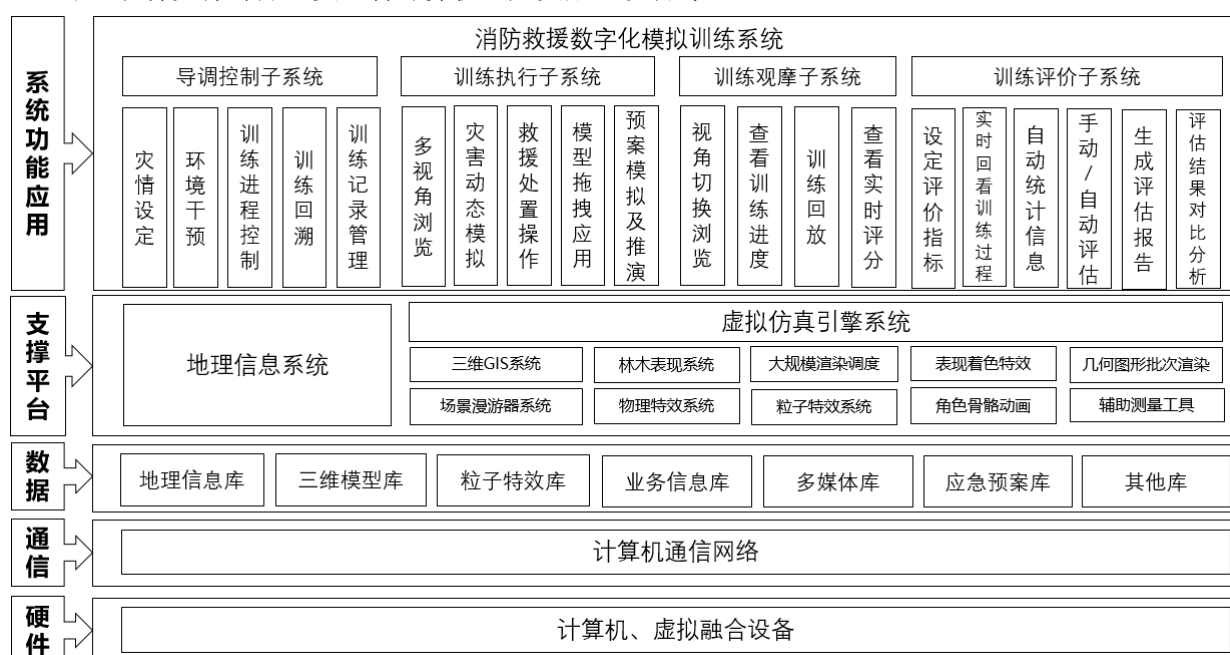 系统功能应用
消防救援数字化模拟训练系统
导调控制子系统
训练执行子系统
训练观摩子系统
训练评价子系统
灾情设定
环境干预
训练进程控制
训练回溯
训练记录管理
多视角浏览
灾害动态模拟
救援处置操作
模型拖拽应用
预案模拟及推演
视角切换浏览
查看训练进度
训练回放
查看实时评分
设定评价指标
实时回看训练过程
自动统计信息
手动/自动评估
生成评估报告
评估结果对比分析
支撑平台
地理信息系统
虚拟仿真引擎系统
三维GIS系统
林木表现系统
大规模渲染调度
表现着色特效
几何图形批次渲染
场景漫游器系统
物理特效系统
粒子特效系统
角色骨骼动画
辅助测量工具
数据
地理信息库
三维模型库
粒子特效库
业务信息库
多媒体库
应急预案库
其他库
通信
计算机通信网络
硬件
计算机、虚拟融合设备